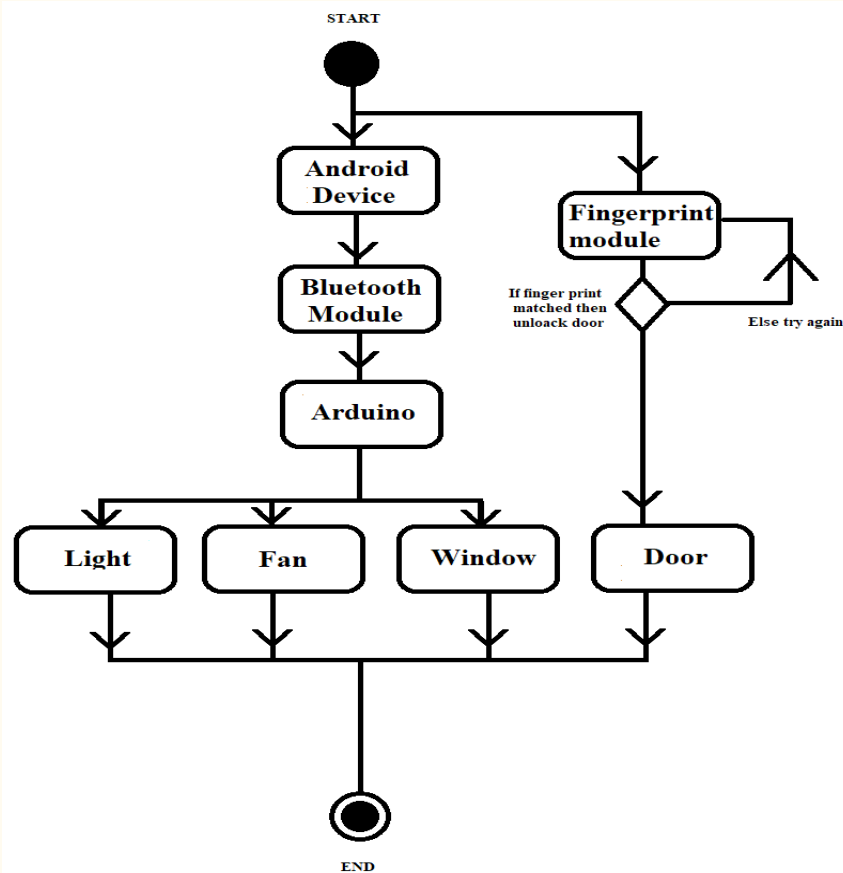 START
Android
Device
Fingerprint
module
Bluetooth
Module
If finger print
matched then
unloack door
Else try again
Arduino
Light
Fan
Window
Door
END